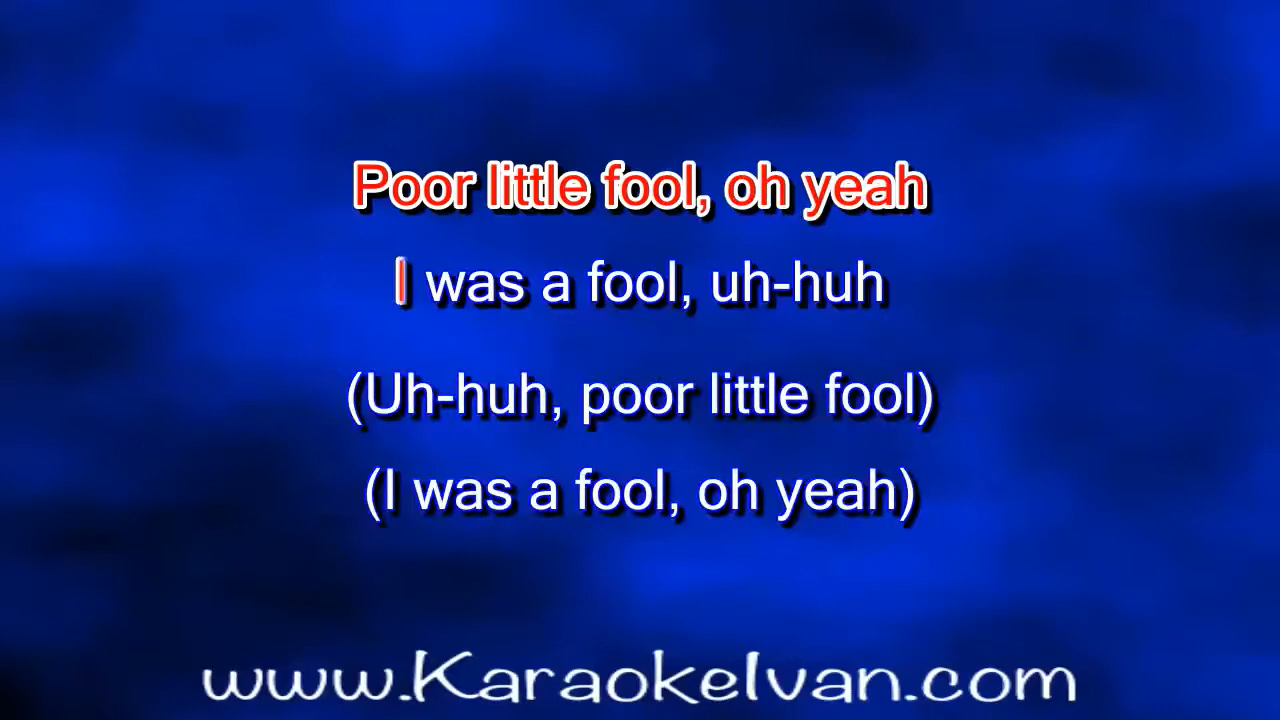 Poor little fool, oh yeah
I was a fool, uh-huh
(Uh-huh, poor little fool)
(I was a fool, oh yeah)
www.KaraokeIvan.com